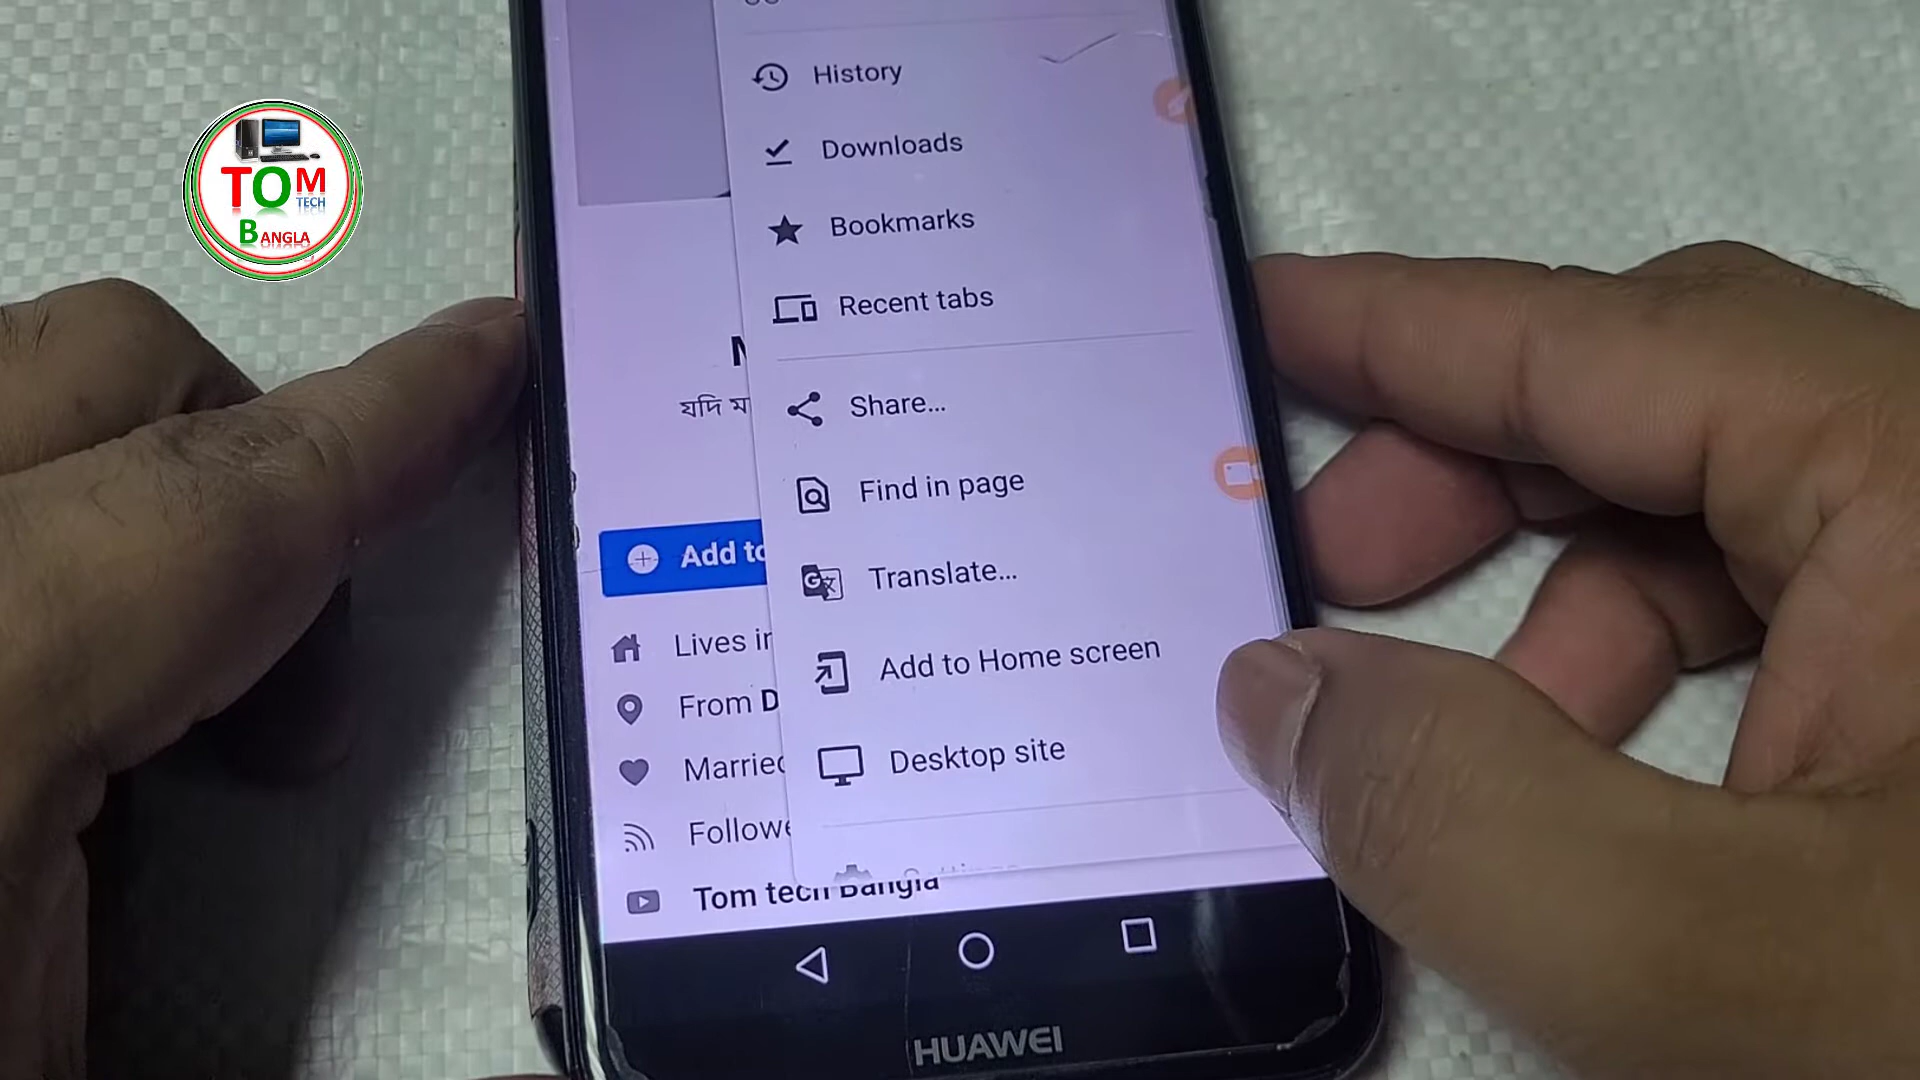 History
Downloads
Bookmarks
Recent tabs
Share...
Find in page
Translate...
Add to Home screen
Desktop site
যদি ম
Add to
Lives in
From D
Married
Followe
Tom tech Bangla
HUAWEI
TOM
TECH
BANGLA